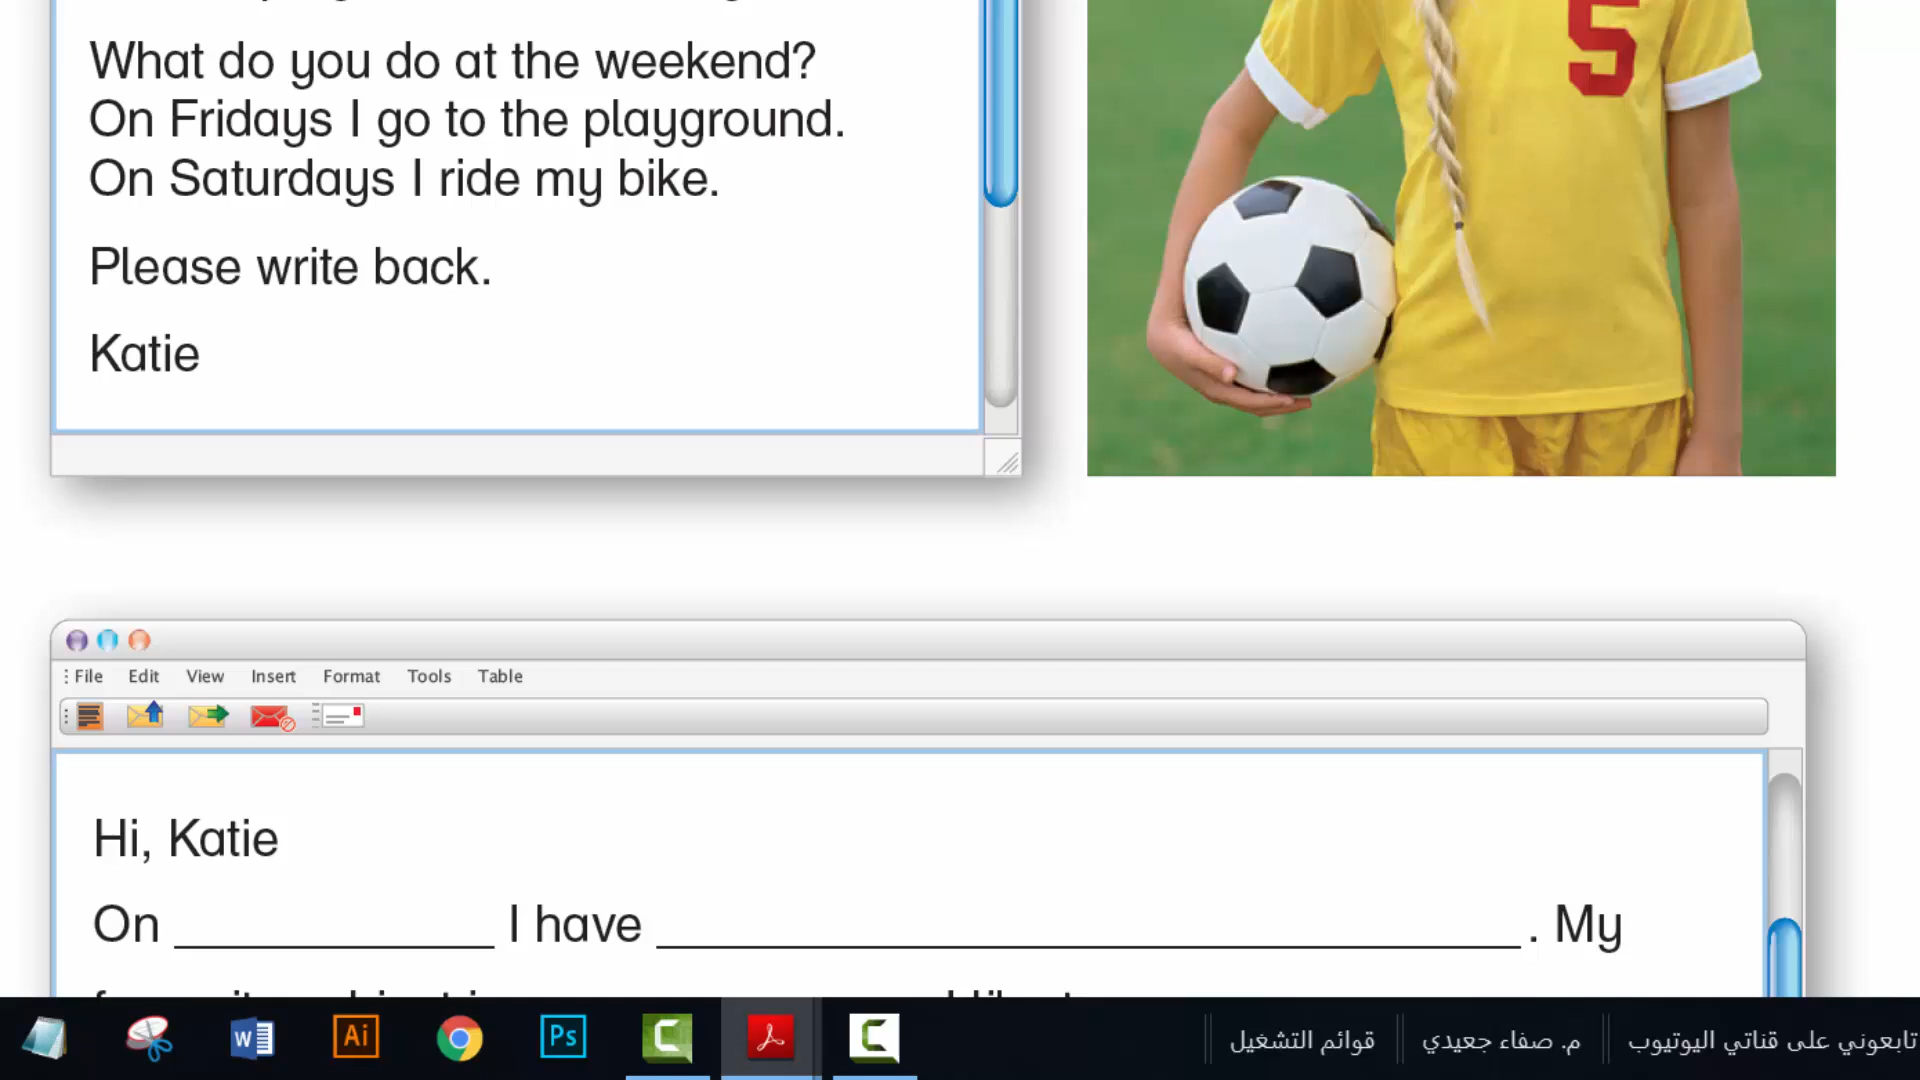 What do you do at the weekend?
On Fridays I go to the playground.
On Saturdays I ride my bike.
Please write back.
Katie
5
File Edit View Insert Format Tools Table
Hi, Katie
On ____________ I have ____________________________. My
Ai
Ps
قوائم التشغيل
م. صفاء جعيدي
تابعوني على قناتي اليوتيوب